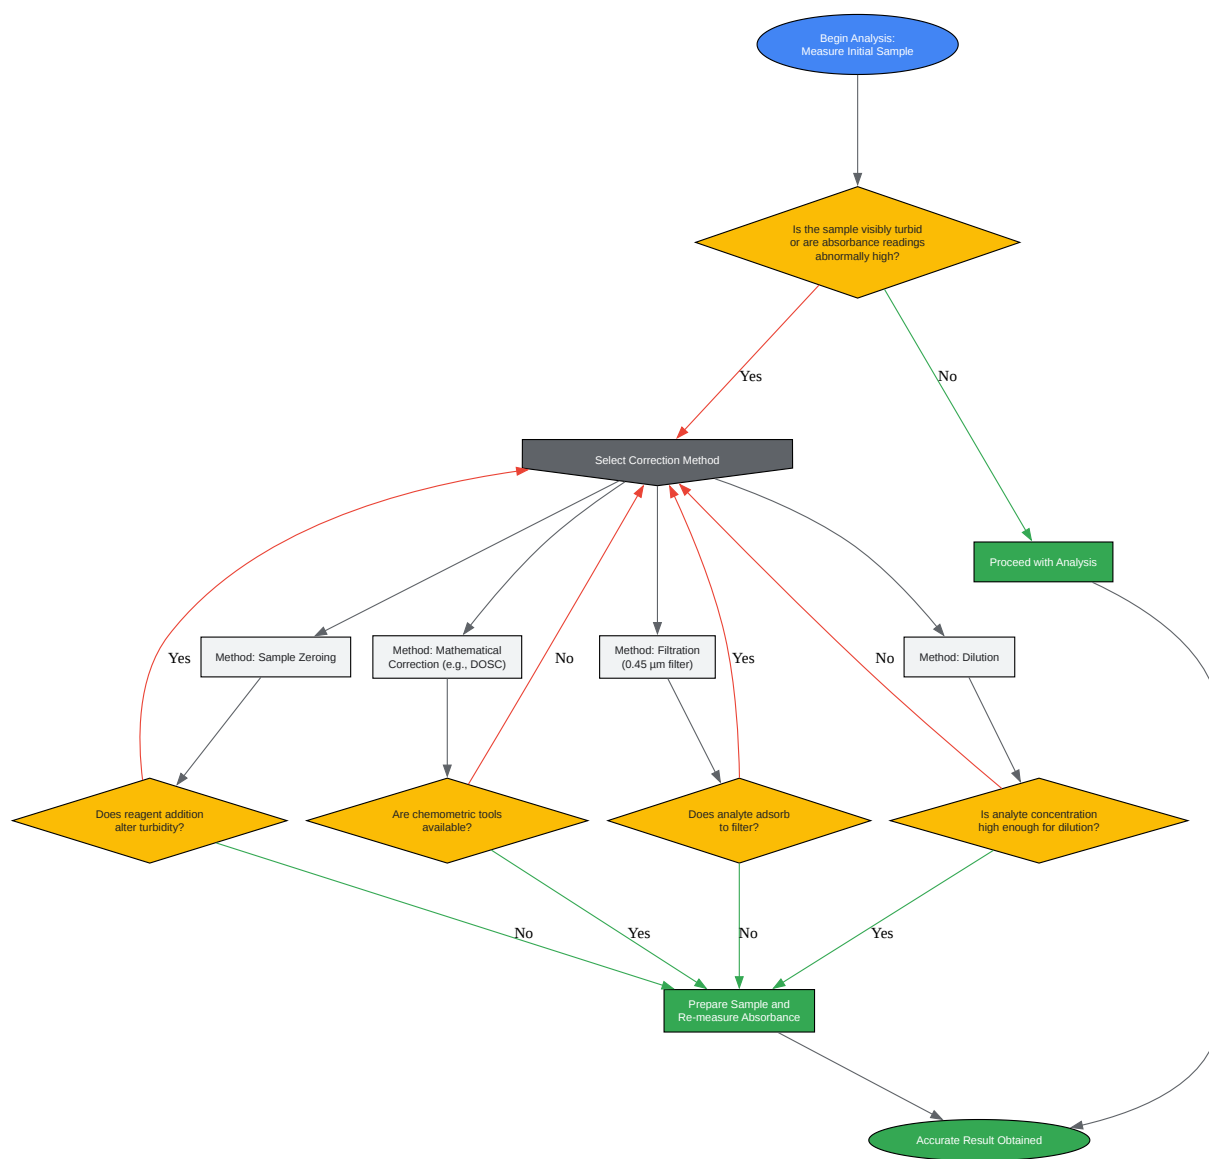 Begin Analysis:
Measure Initial Sample
Is the sample visibly turbid
or are absorbance readings
abnormally high?
Yes
No
Select Correction Method
Proceed with Analysis
Yes
Method: Sample Zeroing
Method: Mathematical
Correction (e.g., DOSC)
No
Method: Filtration
(0.45 µm filter)
Yes
No
Method: Dilution
Does reagent addition
alter turbidity?
Are chemometric tools
available?
Does analyte adsorb
to filter?
Is analyte concentration
high enough for dilution?
No
Yes
No
Yes
Prepare Sample and
Re-measure Absorbance
Accurate Result Obtained